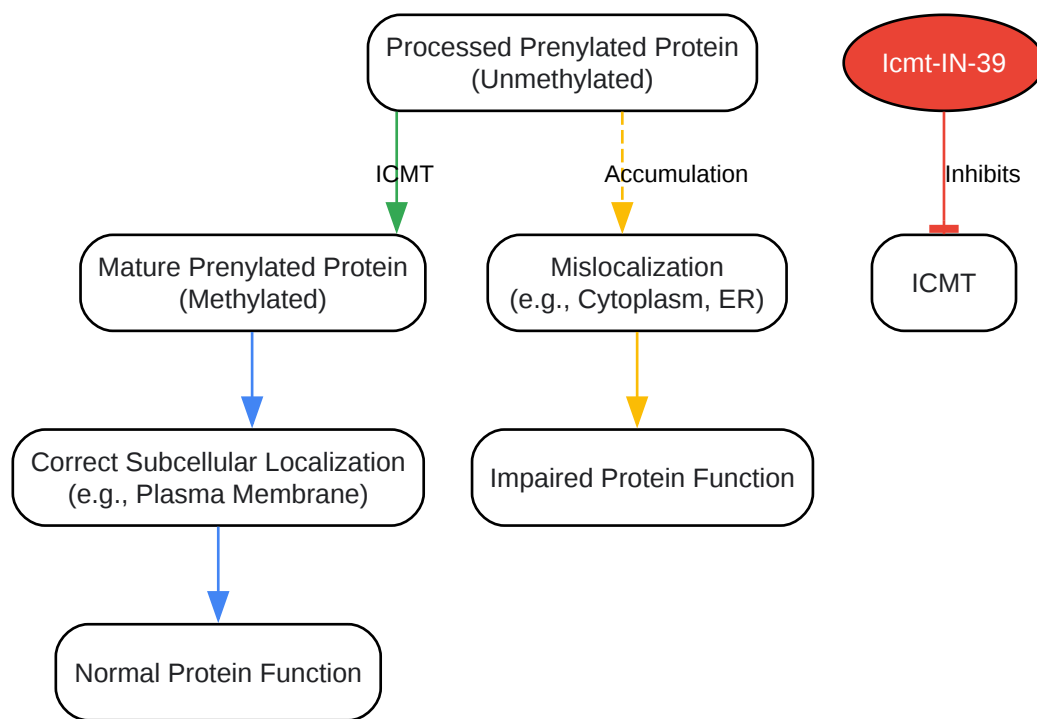 Processed Prenylated Protein
(Unmethylated)
Icmt-IN-39
ICMT
Accumulation
Inhibits
Mature Prenylated Protein
(Methylated)
Mislocalization
(e.g., Cytoplasm, ER)
ICMT
Correct Subcellular Localization
(e.g., Plasma Membrane)
Impaired Protein Function
Normal Protein Function